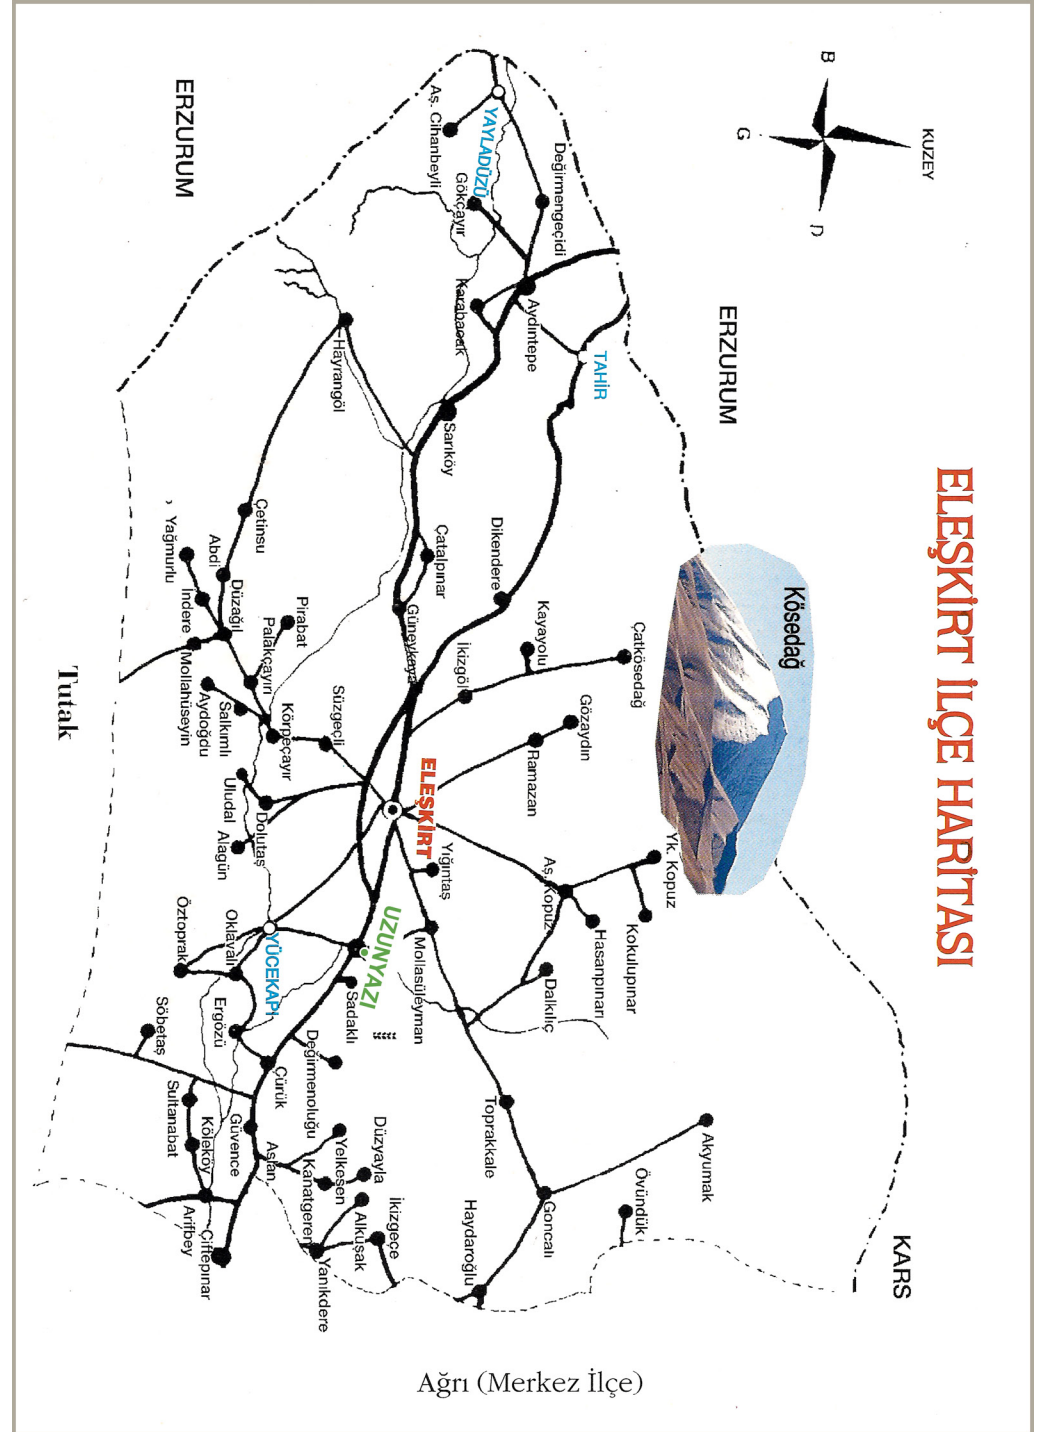 ELEŞKİRT İLÇE HARİTASI
KUZEY
B
G
D
ERZURUM
ERZURUM
KARS
Kösedağ
Tutak
Ağrı (Merkez İlçe)
YAYLADÜZÜ
Aş. Cihanbeyli
Gökçayır
Değirmengeçidi
Karabacak
Aydıntepe
TAHİR
Hayrangöl
Sarıköy
Çetinsu
Çatalpınar
Dikendere
Güneykaya
Kayayolu
İkizgöl
Çatkösedağ
Gözaydın
Ramazan
Yağmurlu
Abdi
İndere
Düzağıl
Mollahüseyin
Pirabat
Palakçayırı
Aydoğdu
Salkımlı
Körpeçayır
Süzgeçli
Uludal
Dolutaş
Alagün
ELEŞKİRT
Yığıntaş
Aş. Kopuz
Yk. Kopuz
Kokulupınar
Hasanpınarı
Dalkılıç
Mollasüleyman
UZUNYAZI
Sadaklı
YÜCEKAPI
Öztoprak
Oklavalı
Ergözü
Söbetaş
Çürük
Değirmenoluğu
Sultanabat
Köleköy
Güvence
Aslan
Yelkesen
Kanatgeren
Düzyayla
Alkuşak
İkizgeçe
Yanıkdere
Arifbey
Çiftepınar
Toprakkale
Goncalı
Haydaroğlu
Akyumak
Övündük